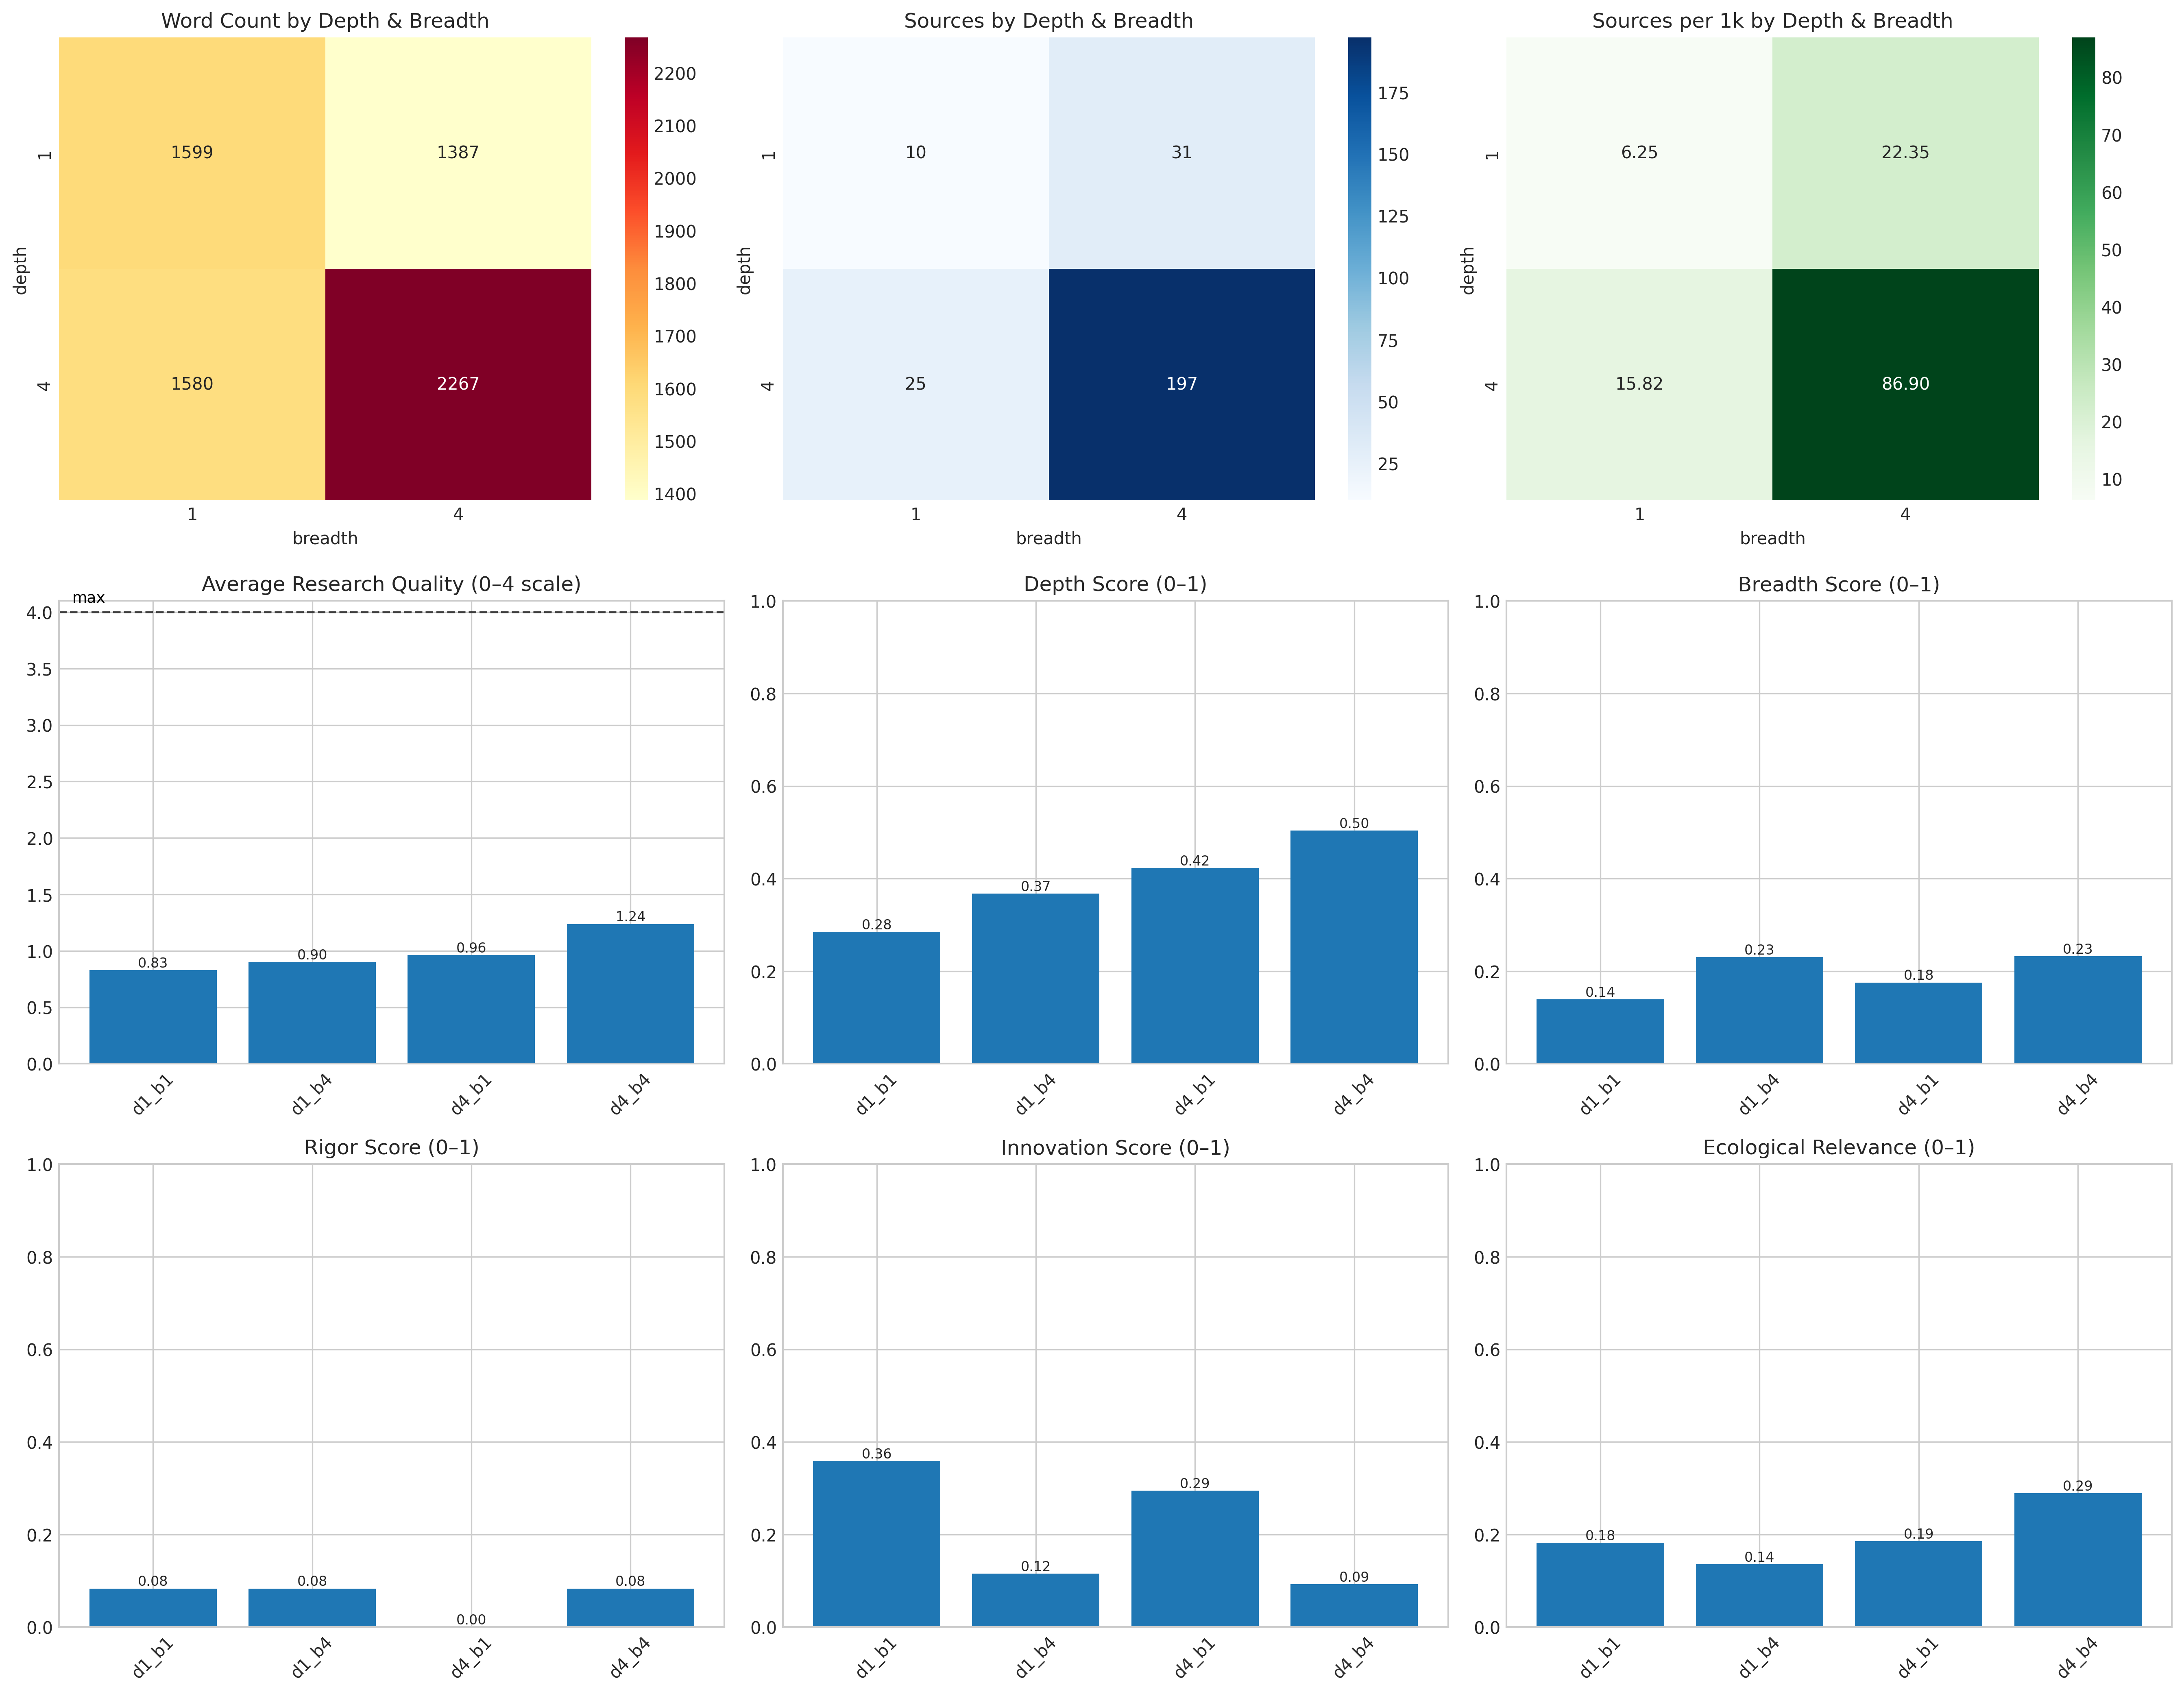 Word Count by Depth & Breadth
1599 1387
1580 2267
1
4
depth
1 4
breadth
2200
2100
2000
1900
1800
1700
1600
1500
1400
Sources by Depth & Breadth
10 31
25 197
1
4
depth
1 4
breadth
175
150
125
100
75
50
25
Sources per 1k by Depth & Breadth
6.25 22.35
15.82 86.90
1
4
depth
1 4
breadth
80
70
60
50
40
30
20
10
Average Research Quality (0–4 scale)
max
4.0
3.5
3.0
2.5
2.0
1.5
1.0
0.5
0.0
0.83 0.90 0.96 1.24
d1_b1 d1_b4 d4_b1 d4_b4
Depth Score (0–1)
1.0
0.8
0.6
0.4
0.2
0.0
0.28 0.37 0.42 0.50
d1_b1 d1_b4 d4_b1 d4_b4
Breadth Score (0–1)
1.0
0.8
0.6
0.4
0.2
0.0
0.14 0.23 0.18 0.23
d1_b1 d1_b4 d4_b1 d4_b4
Rigor Score (0–1)
1.0
0.8
0.6
0.4
0.2
0.0
0.08 0.08 0.00 0.08
d1_b1 d1_b4 d4_b1 d4_b4
Innovation Score (0–1)
1.0
0.8
0.6
0.4
0.2
0.0
0.36 0.12 0.29 0.09
d1_b1 d1_b4 d4_b1 d4_b4
Ecological Relevance (0–1)
1.0
0.8
0.6
0.4
0.2
0.0
0.18 0.14 0.19 0.29
d1_b1 d1_b4 d4_b1 d4_b4